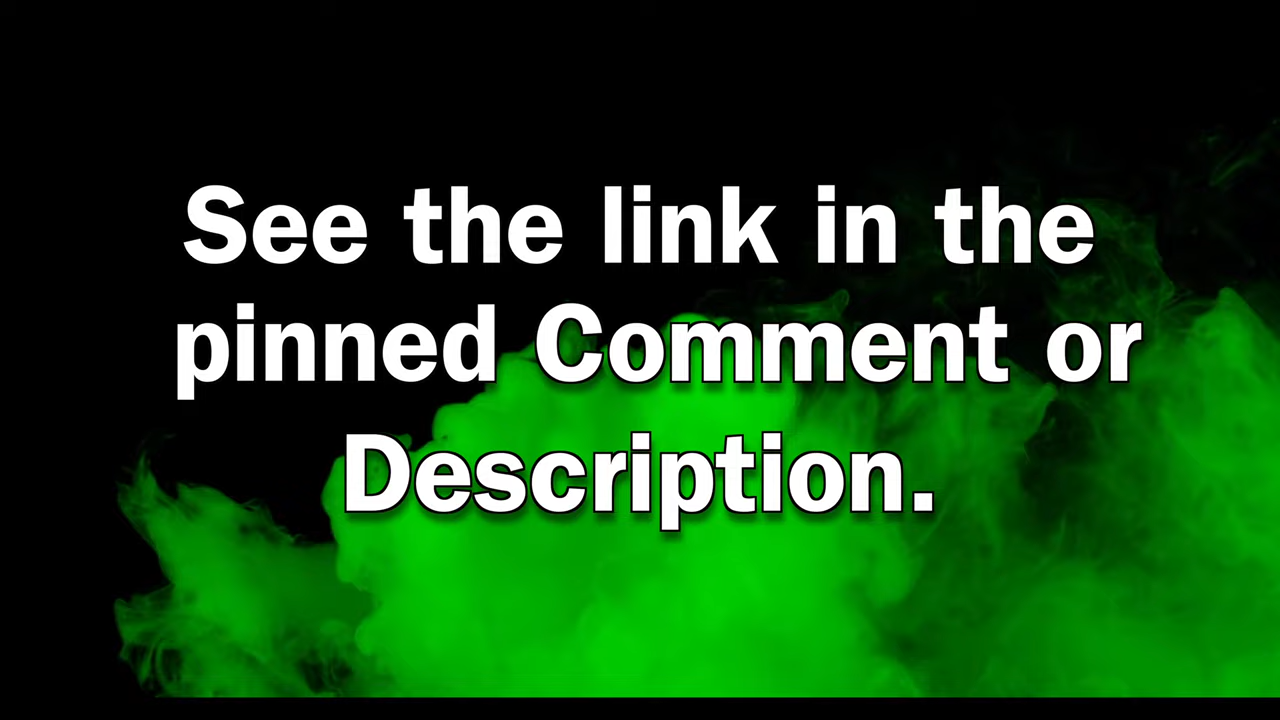 See the link in the
pinned Comment or
Description.